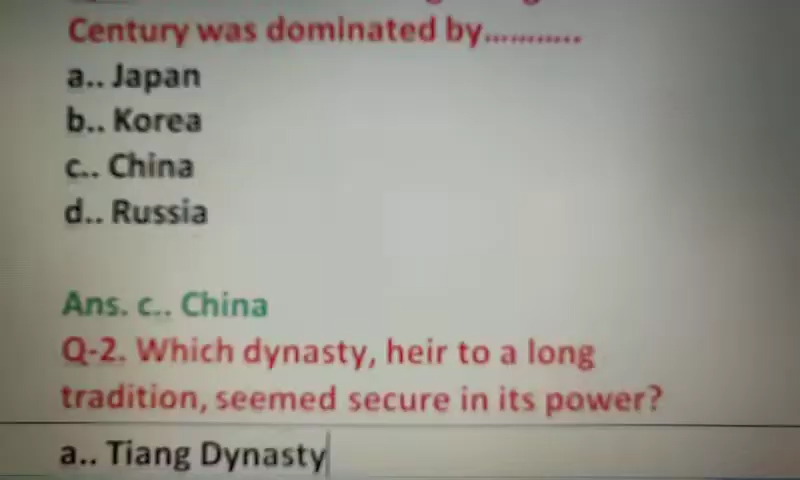 Century was dominated by...........
a.. Japan
b.. Korea
c.. China
d.. Russia
Ans. c.. China
Q-2. Which dynasty, heir to a long
tradition, seemed secure in its power?
a.. Tiang Dynasty